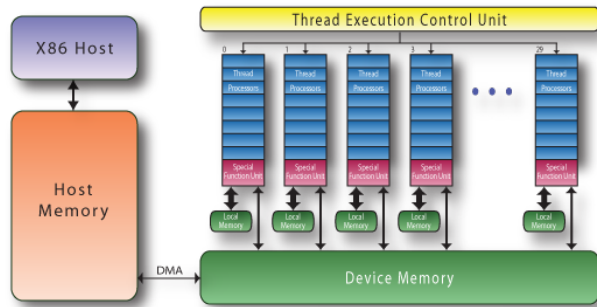 Thread Execution Control Unit
X86 Host
0 1 2 3 29
Thread Thread Thread Thread Thread
Processors Processors Processors Processors Processors
Special Special Special Special Special
Function Unit Function Unit Function Unit Function Unit Function Unit
Host
Memory
Local Local Local Local Local
Memory Memory Memory Memory Memory
DMA
Device Memory